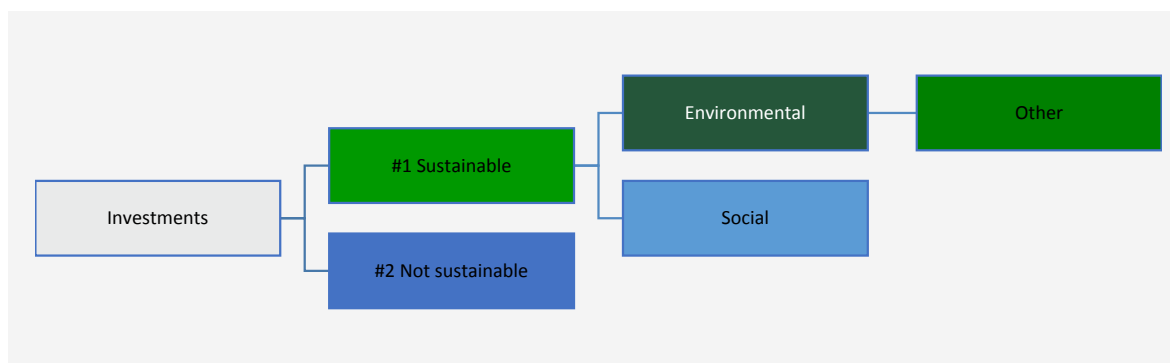 Investments
#1 Sustainable
#2 Not sustainable
Environmental
Social
Other